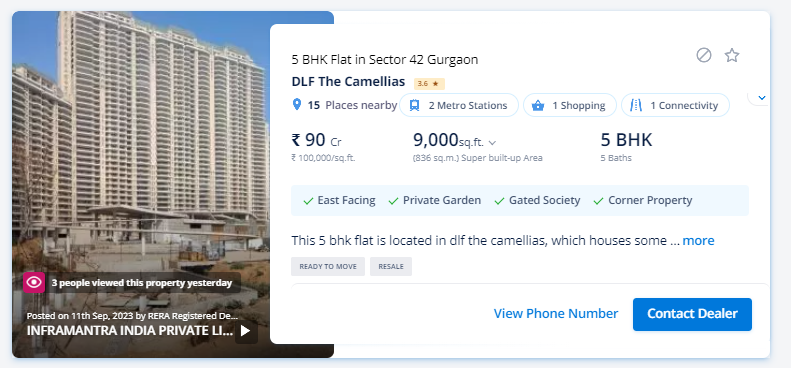 5 BHK Flat in Sector 42 Gurgaon
DLF The Camellias 3.6 ★
15 Places nearby 2 Metro Stations 1 Shopping 1 Connectivity
₹ 90 Cr 9,000sq.ft. 5 BHK
₹ 100,000/sq.ft. (836 sq.m.) Super built-up Area 5 Baths
East Facing Private Garden Gated Society Corner Property
This 5 bhk flat is located in dlf the camellias, which houses some ... more
READY TO MOVE RESALE
3 people viewed this property yesterday
Posted on 11th Sep, 2023 by RERA Registered De...
INFRAMANTRA INDIA PRIVATE LI...
View Phone Number Contact Dealer